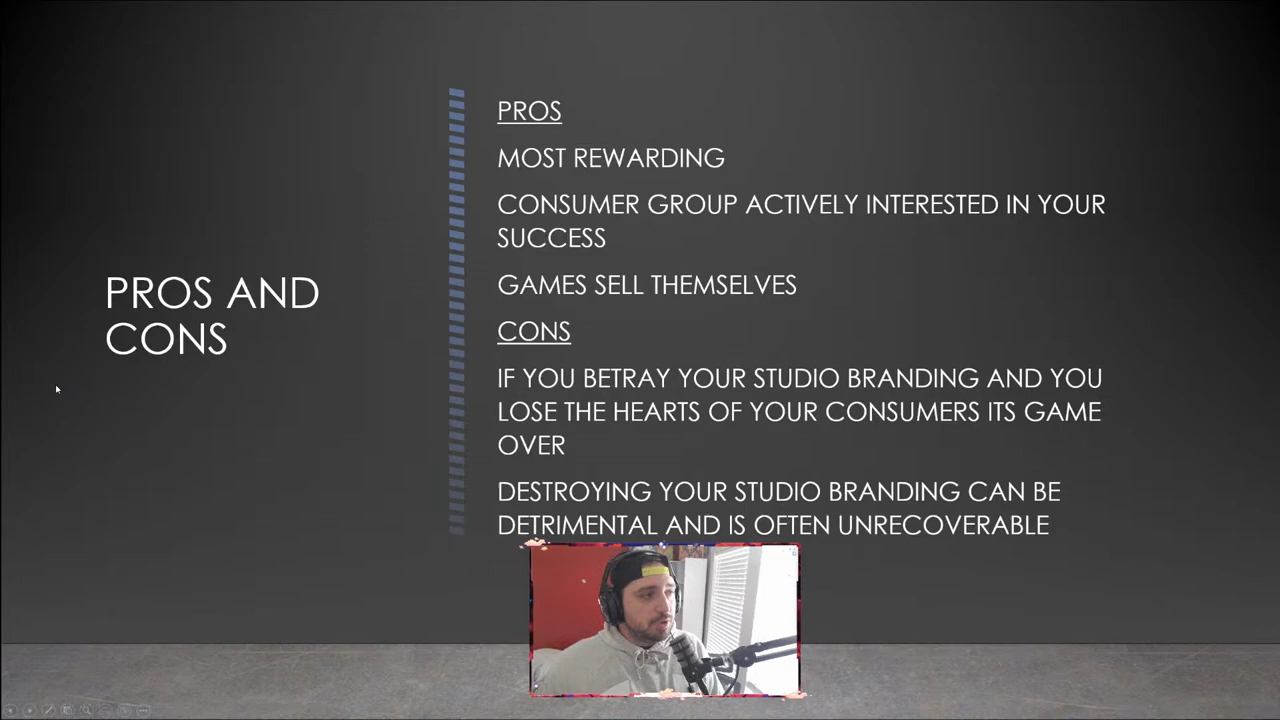 PROS AND
CONS
PROS
MOST REWARDING
CONSUMER GROUP ACTIVELY INTERESTED IN YOUR
SUCCESS
GAMES SELL THEMSELVES
CONS
IF YOU BETRAY YOUR STUDIO BRANDING AND YOU
LOSE THE HEARTS OF YOUR CONSUMERS ITS GAME
OVER
DESTROYING YOUR STUDIO BRANDING CAN BE
DETRIMENTAL AND IS OFTEN UNRECOVERABLE